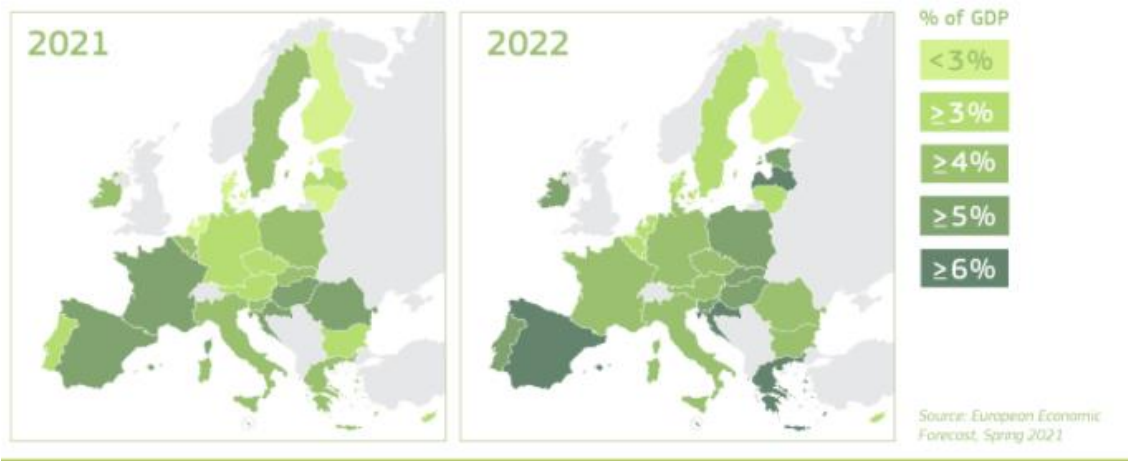 2021
2022
% of GDP
<3%
≥3%
≥4%
≥5%
≥6%
Source: European Economic
Forecast, Spring 2021